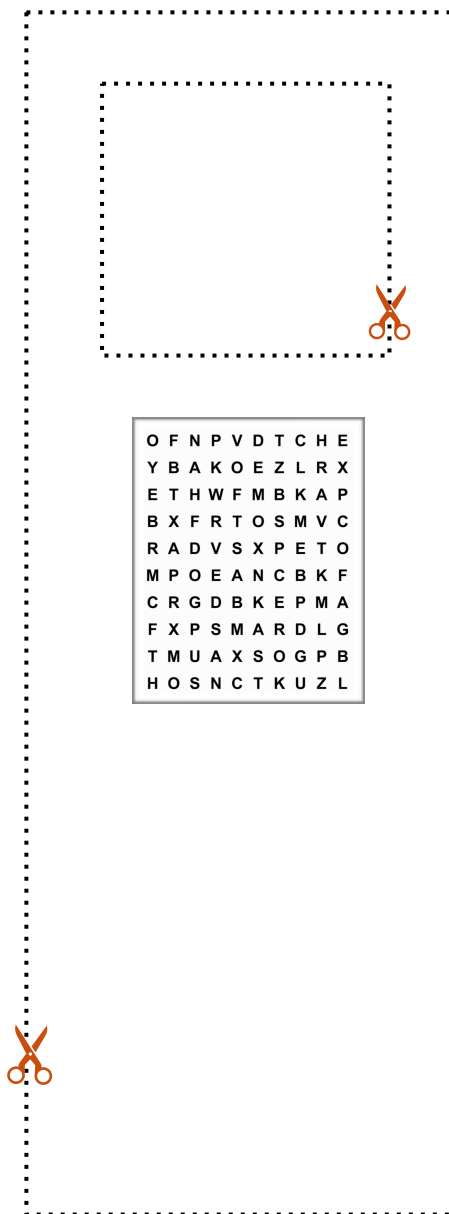 O F N P V D T C H E
Y B A K O E Z L R X
E T H W F M B K A P
B X F R T O S M V C
R A D V S X P E T O
M P O E A N C B K F
C R G D B K E P M A
F X P S M A R D L G
T M U A X S O G P B
H O S N C T K U Z L